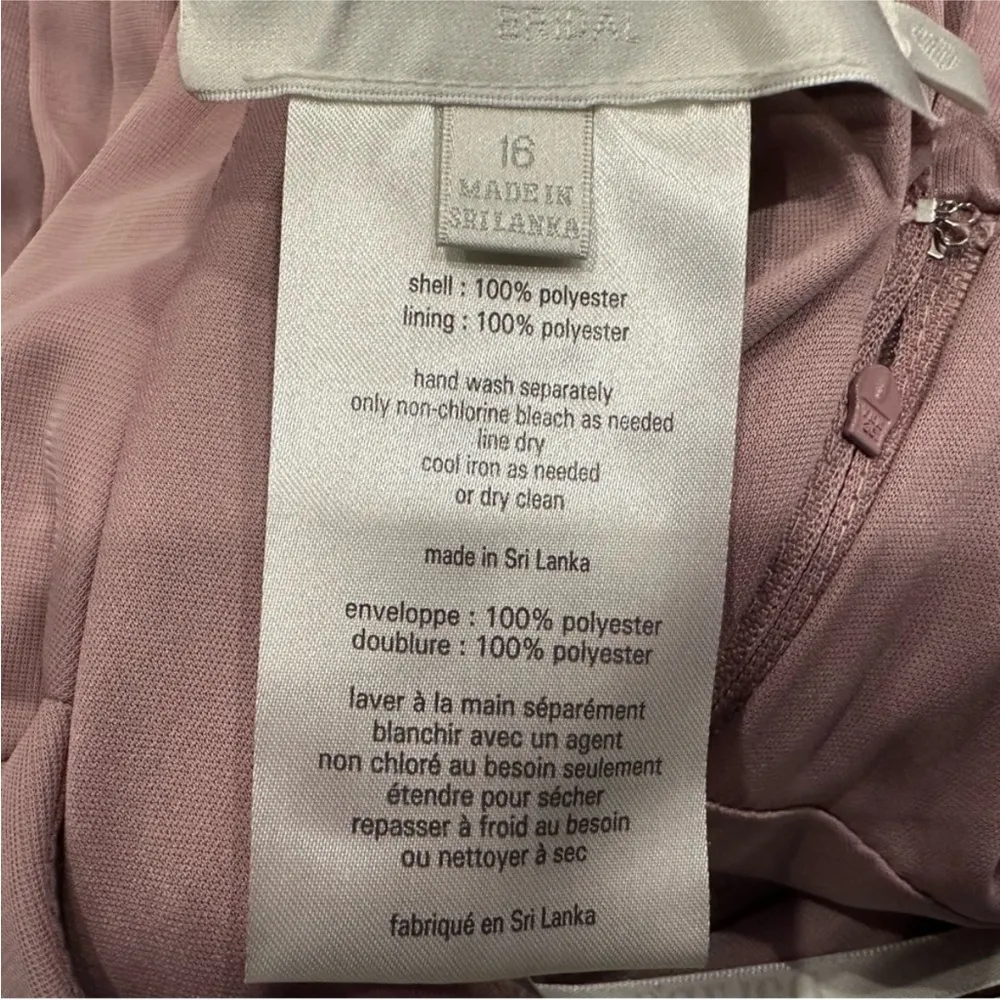 BRIDAL
16
MADE IN
SRI LANKA
shell : 100% polyester
lining : 100% polyester
hand wash separately
only non-chlorine bleach as needed
line dry
cool iron as needed
or dry clean
made in Sri Lanka
enveloppe : 100% polyester
doublure : 100% polyester
laver à la main séparément
blanchir avec un agent
non chloré au besoin seulement
étendre pour sécher
repasser à froid au besoin
ou nettoyer à sec
fabriqué en Sri Lanka